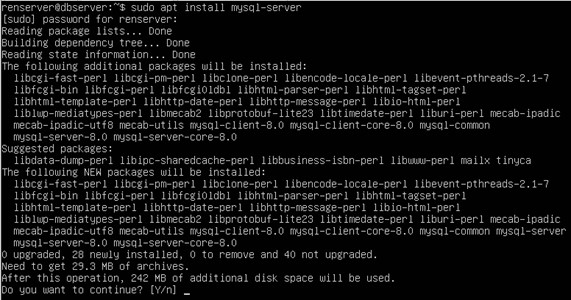 renserver@dbserver:~$ sudo apt install mysql-server
[sudo] password for renserver:
Reading package lists... Done
Building dependency tree... Done
Reading state information... Done
The following additional packages will be installed:
libcgi-fast-perl libcgi-pm-perl libclone-perl libencode-locale-perl libevent-pthreads-2.1-7
libfcgi-bin libfcgi-perl libfcgi0ldbl libhtml-parser-perl libhtml-tagset-perl
libhtml-template-perl libhttp-date-perl libhttp-message-perl libio-html-perl
liblwp-mediatypes-perl libmecab2 libprotobuf-lite23 libtimedate-perl liburi-perl mecab-ipadic
mecab-ipadic-utf8 mecab-utils mysql-client-8.0 mysql-client-core-8.0 mysql-common
mysql-server-8.0 mysql-server-core-8.0
Suggested packages:
libdata-dump-perl libipc-sharedcache-perl libbusiness-isbn-perl libwww-perl mailx tinyca
The following NEW packages will be installed:
libcgi-fast-perl libcgi-pm-perl libclone-perl libencode-locale-perl libevent-pthreads-2.1-7
libfcgi-bin libfcgi-perl libfcgi0ldbl libhtml-parser-perl libhtml-tagset-perl
libhtml-template-perl libhttp-date-perl libhttp-message-perl libio-html-perl
liblwp-mediatypes-perl libmecab2 libprotobuf-lite23 libtimedate-perl liburi-perl mecab-ipadic
mecab-ipadic-utf8 mecab-utils mysql-client-8.0 mysql-client-core-8.0 mysql-common mysql-server
mysql-server-8.0 mysql-server-core-8.0
0 upgraded, 28 newly installed, 0 to remove and 40 not upgraded.
Need to get 29.3 MB of archives.
After this operation, 242 MB of additional disk space will be used.
Do you want to continue? [Y/n] _